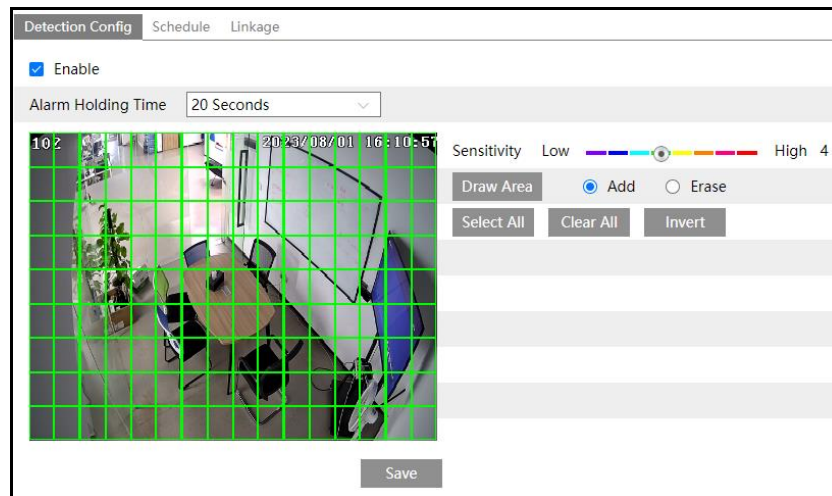 Detection Config Schedule Linkage
Enable
Alarm Holding Time 20 Seconds
102 2023/08/01 16:10:57
Sensitivity Low High 4
Draw Area Add Erase
Select All Clear All Invert
Save